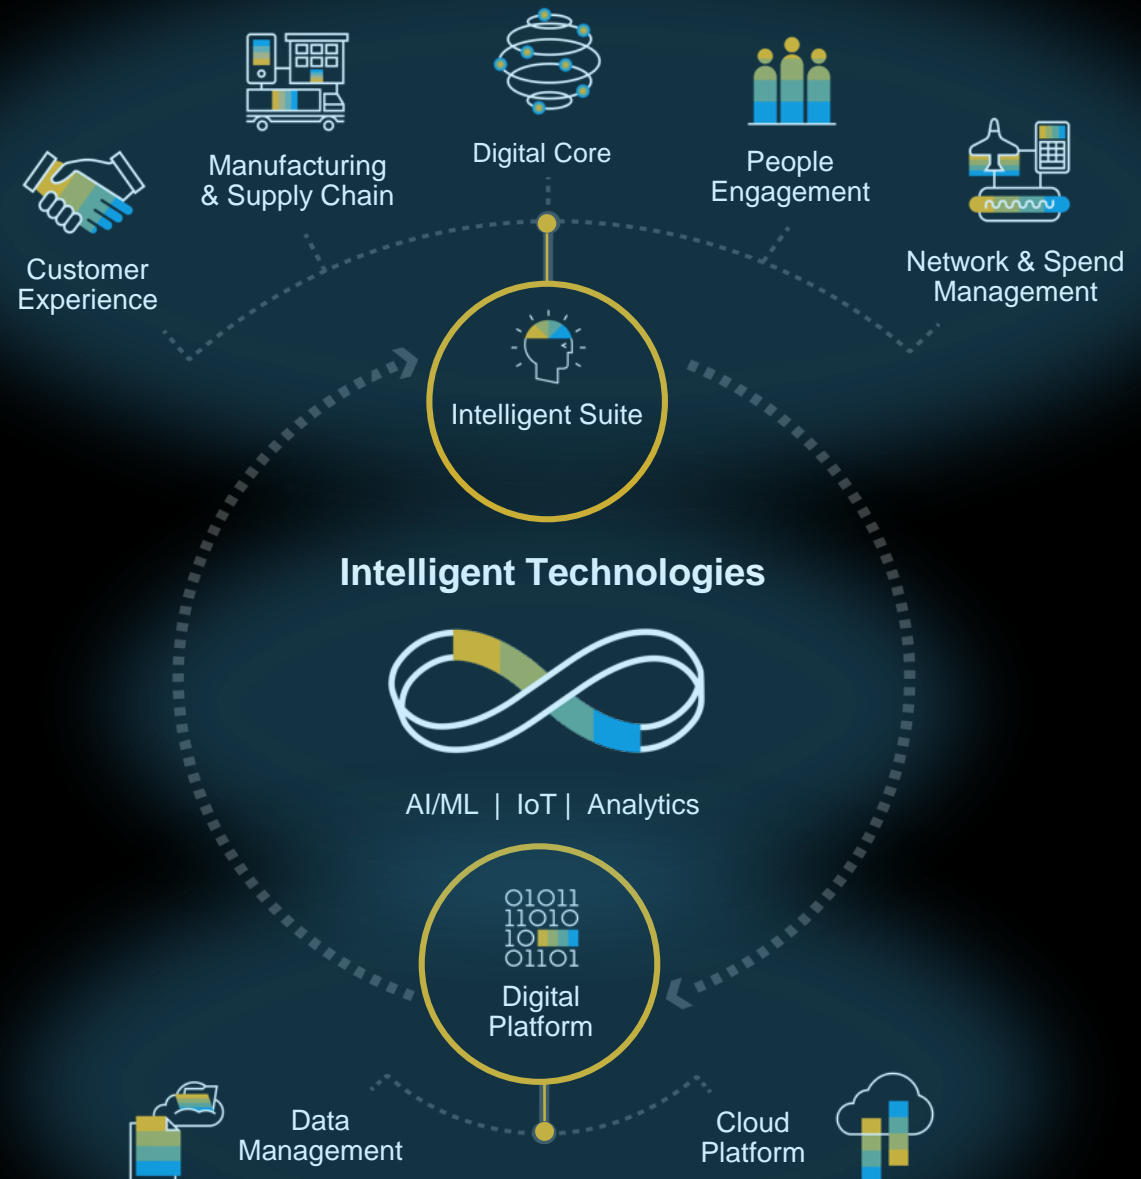 Digital Core
Manufacturing
& Supply Chain
People
Engagement
Customer
Experience
Network & Spend
Management
Intelligent Suite
Intelligent Technologies
AI/ML | IoT | Analytics
01011
11010
10
01101
Digital
Platform
Data
Management
Cloud
Platform